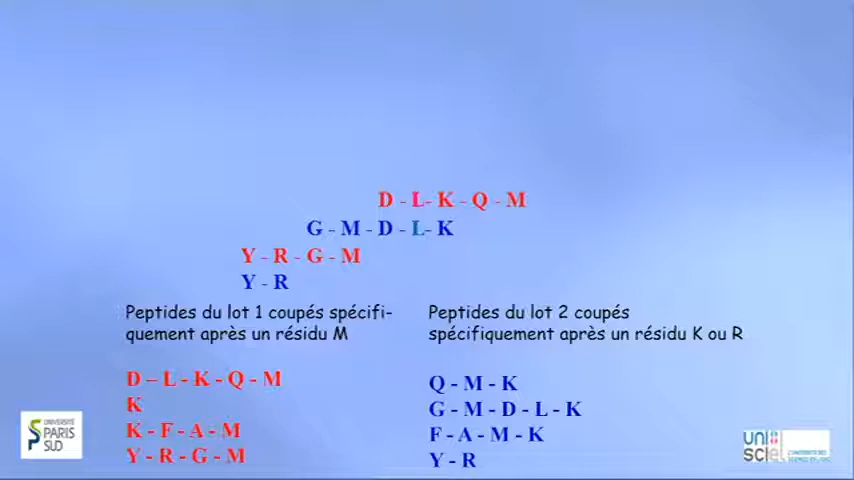 D - L- K - Q - M
G - M - D - L- K
Y - R - G - M
Y - R
Peptides du lot 1 coupés spécifi-
quement après un résidu M
D – L - K - Q - M
K
K - F - A - M
Y - R - G - M
Peptides du lot 2 coupés
spécifiquement après un résidu K ou R
Q - M - K
G - M - D - L - K
F - A - M - K
Y - R
UNIVERSITÉ
PARIS
SUD
uni
sciel